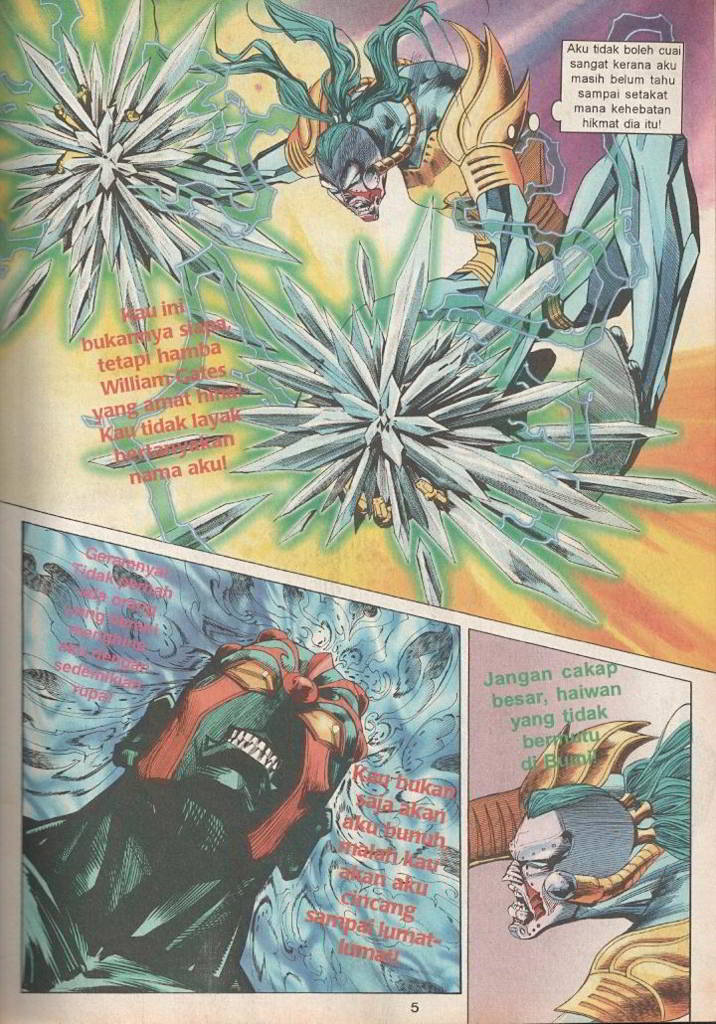 Aku tidak boleh cuai
sangat kerana aku
masih belum tahu
sampai setakat
mana kehebatan
hikmat dia itu!
Kau ini
bukannya siapa,
tetapi hamba
William Gates
yang amat hina!
Kau tidak layak
bertanyakan
nama aku!
Geramnya!
Tidak pernah
ada orang
yang berani
menghina
aku dengan
sedemikian
rupa!
Kau bukan
saja akan
aku bunuh,
malah kau
akan aku
cincang
sampai lumat-
lumat!
Jangan cakap
besar, haiwan
yang tidak
bermutu
di Bumi!
5